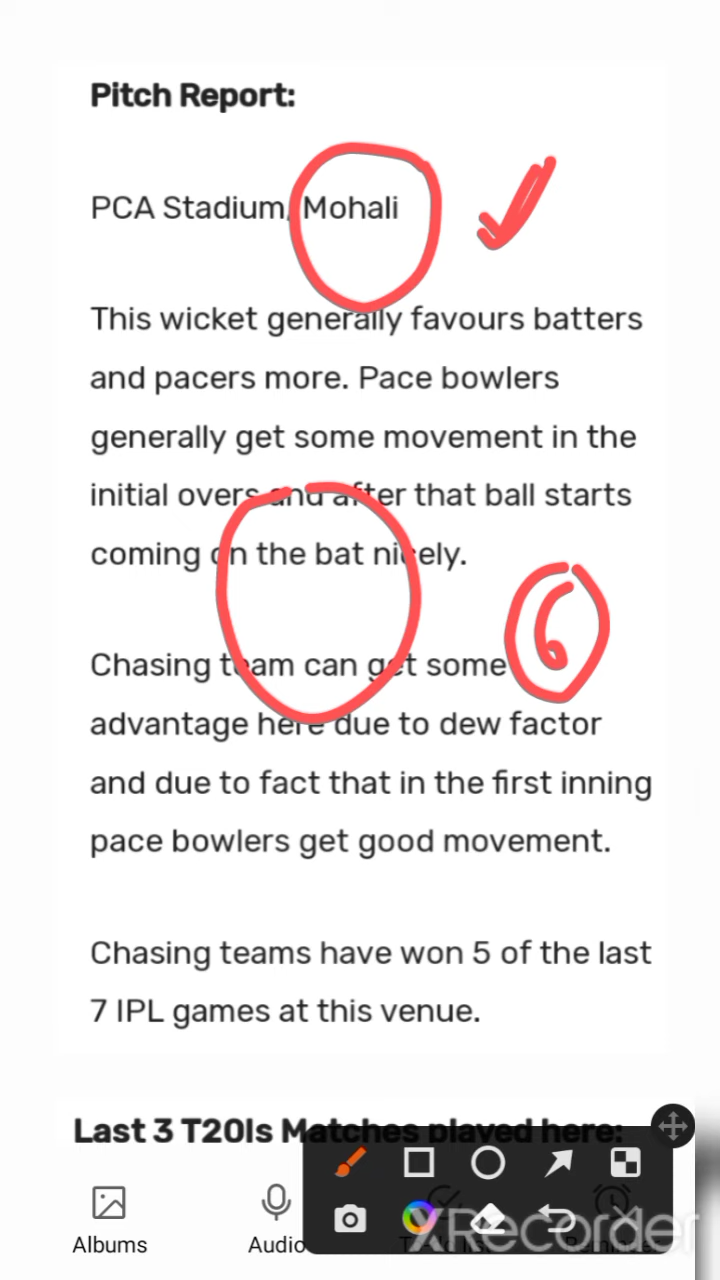 Pitch Report:
PCA Stadium, Mohali
This wicket generally favours batters
and pacers more. Pace bowlers
generally get some movement in the
initial overs and after that ball starts
coming on the bat nicely.
6
Chasing team can get some
advantage here due to dew factor
and due to fact that in the first inning
pace bowlers get good movement.
Chasing teams have won 5 of the last
7 IPL games at this venue.
Last 3 T20Is Matches played here:
Albums
Audio
XRecorder